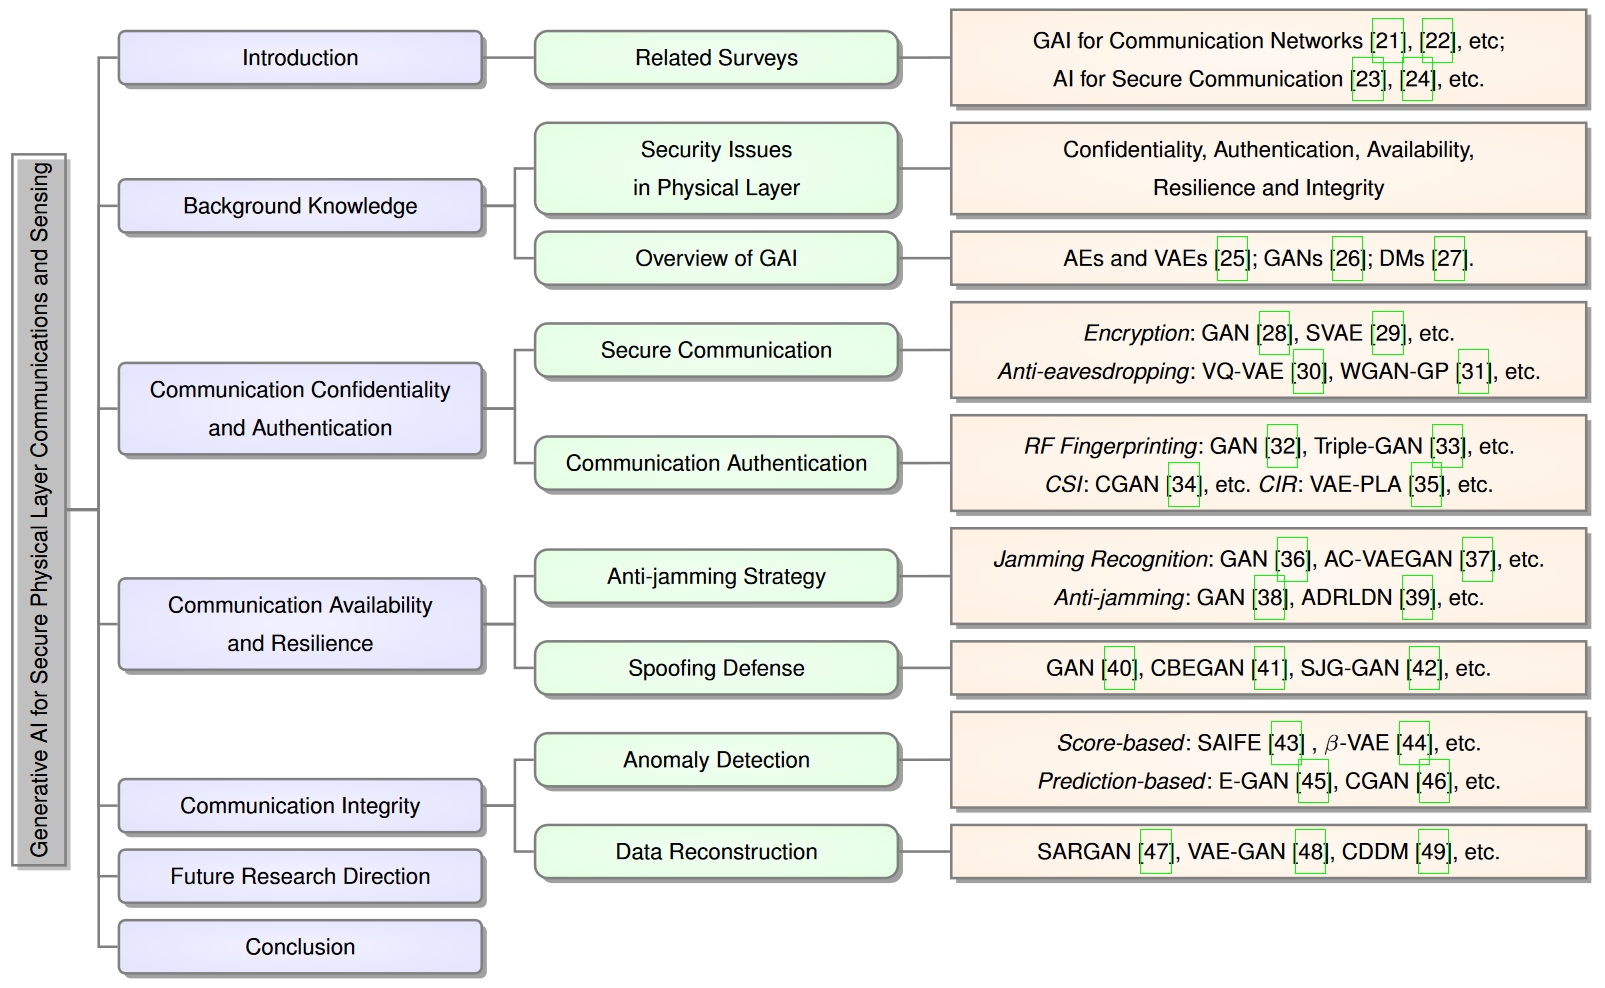 Generative AI for Secure Physical Layer Communications and Sensing
Introduction
Related Surveys
GAI for Communication Networks [21], [22], etc;
AI for Secure Communication [23], [24], etc.
Background Knowledge
Security Issues
in Physical Layer
Confidentiality, Authentication, Availability,
Resilience and Integrity
Overview of GAI
AEs and VAEs [25]; GANs [26]; DMs [27].
Communication Confidentiality
and Authentication
Secure Communication
Encryption: GAN [28], SVAE [29], etc.
Anti-eavesdropping: VQ-VAE [30], WGAN-GP [31], etc.
Communication Authentication
RF Fingerprinting: GAN [32], Triple-GAN [33], etc.
CSI: CGAN [34], etc. CIR: VAE-PLA [35], etc.
Communication Availability
and Resilience
Anti-jamming Strategy
Jamming Recognition: GAN [36], AC-VAEGAN [37], etc.
Anti-jamming: GAN [38], ADRLDN [39], etc.
Spoofing Defense
GAN [40], CBEGAN [41], SJG-GAN [42], etc.
Communication Integrity
Anomaly Detection
Score-based: SAIFE [43] , β-VAE [44], etc.
Prediction-based: E-GAN [45], CGAN [46], etc.
Data Reconstruction
SARGAN [47], VAE-GAN [48], CDDM [49], etc.
Future Research Direction
Conclusion